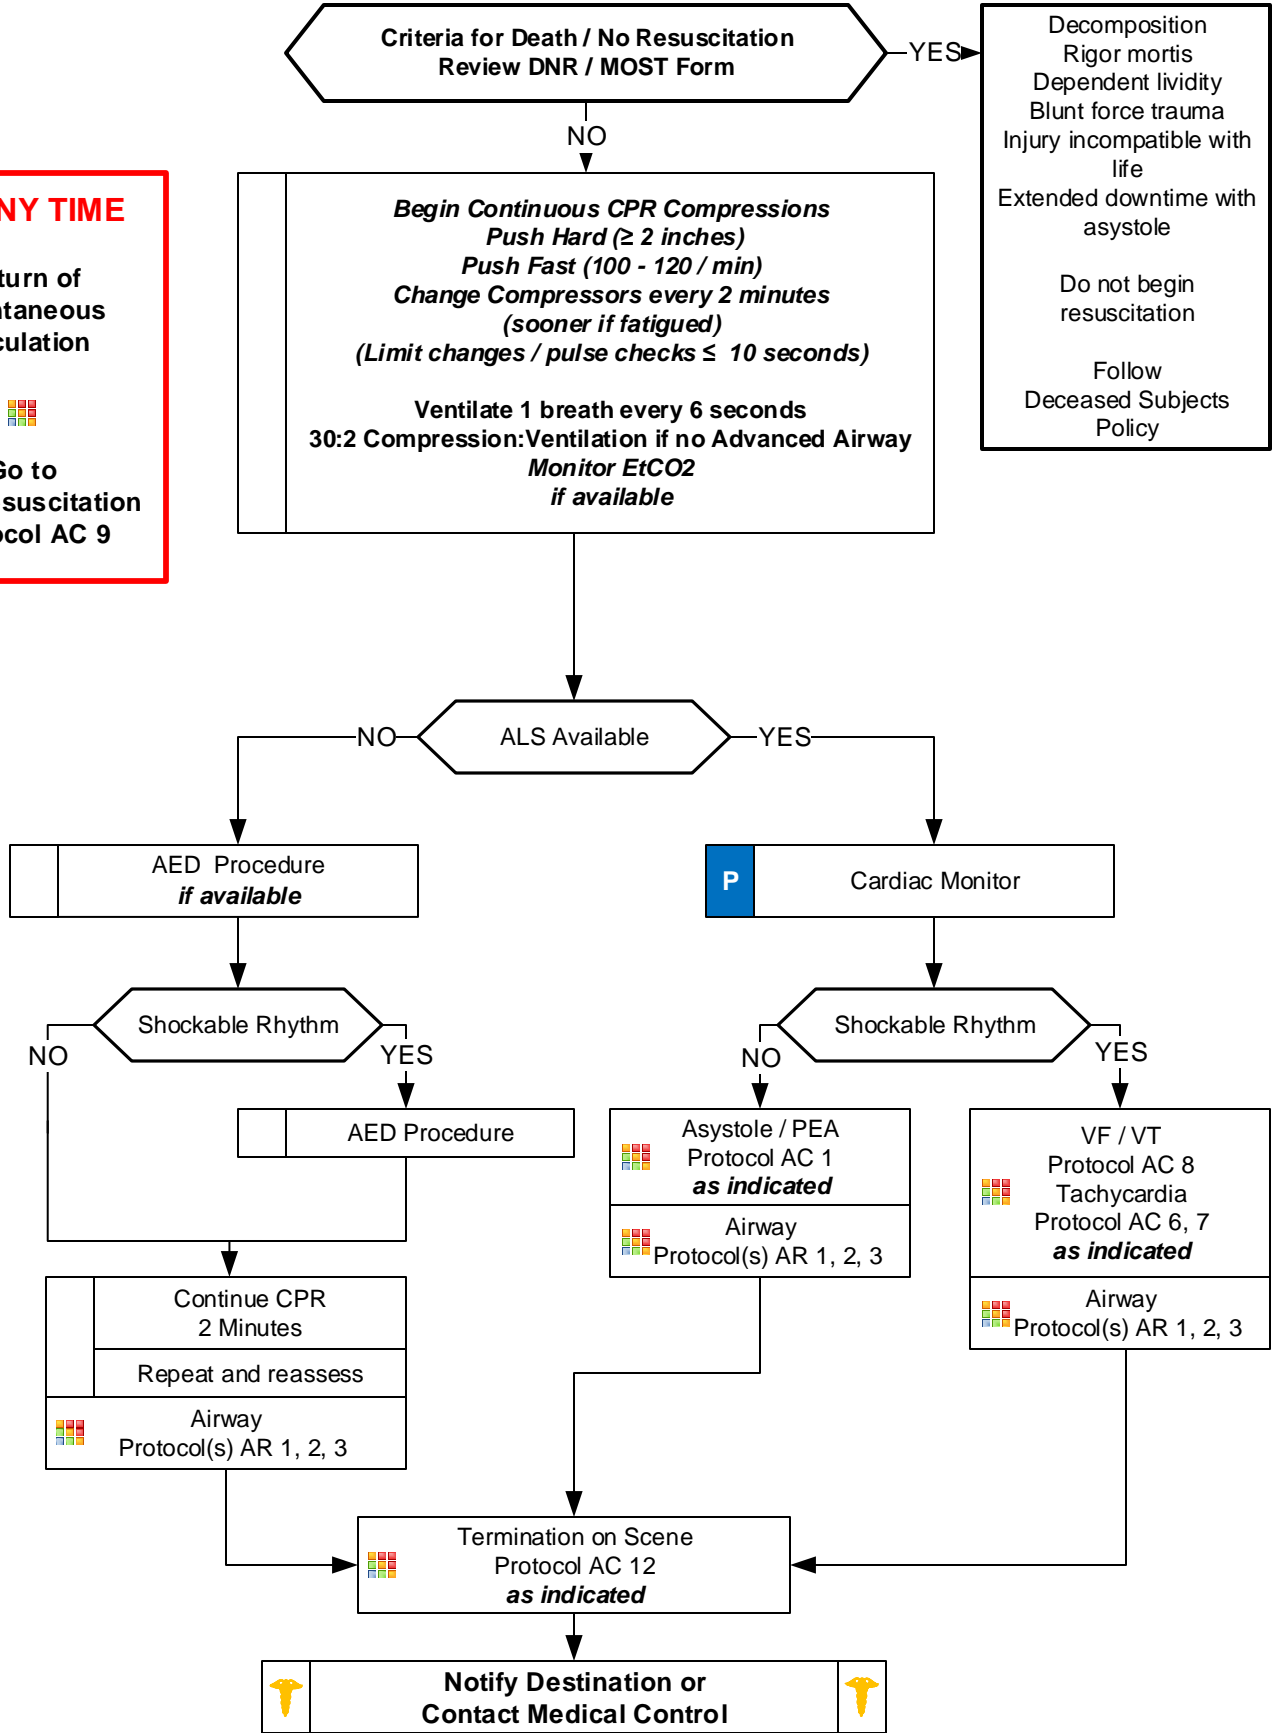 Criteria for Death / No Resuscitation
Review DNR / MOST Form
YES
Decomposition
Rigor mortis
Dependent lividity
Blunt force trauma
Injury incompatible with
life
Extended downtime with
asystole
Do not begin
resuscitation
Follow
Deceased Subjects
Policy
NO
NY TIME
turn of
ntaneous
culation
Go to
suscitation
ocol AC 9
Begin Continuous CPR Compressions
Push Hard (≥ 2 inches)
Push Fast (100 - 120 / min)
Change Compressors every 2 minutes
(sooner if fatigued)
(Limit changes / pulse checks ≤ 10 seconds)
Ventilate 1 breath every 6 seconds
30:2 Compression:Ventilation if no Advanced Airway
Monitor EtCO2
if available
NO
ALS Available
YES
AED Procedure
if available
P
Cardiac Monitor
Shockable Rhythm
NO
YES
Shockable Rhythm
NO
YES
AED Procedure
Asystole / PEA
Protocol AC 1
as indicated
Airway
Protocol(s) AR 1, 2, 3
VF / VT
Protocol AC 8
Tachycardia
Protocol AC 6, 7
as indicated
Airway
Protocol(s) AR 1, 2, 3
Continue CPR
2 Minutes
Repeat and reassess
Airway
Protocol(s) AR 1, 2, 3
Termination on Scene
Protocol AC 12
as indicated
Notify Destination or
Contact Medical Control